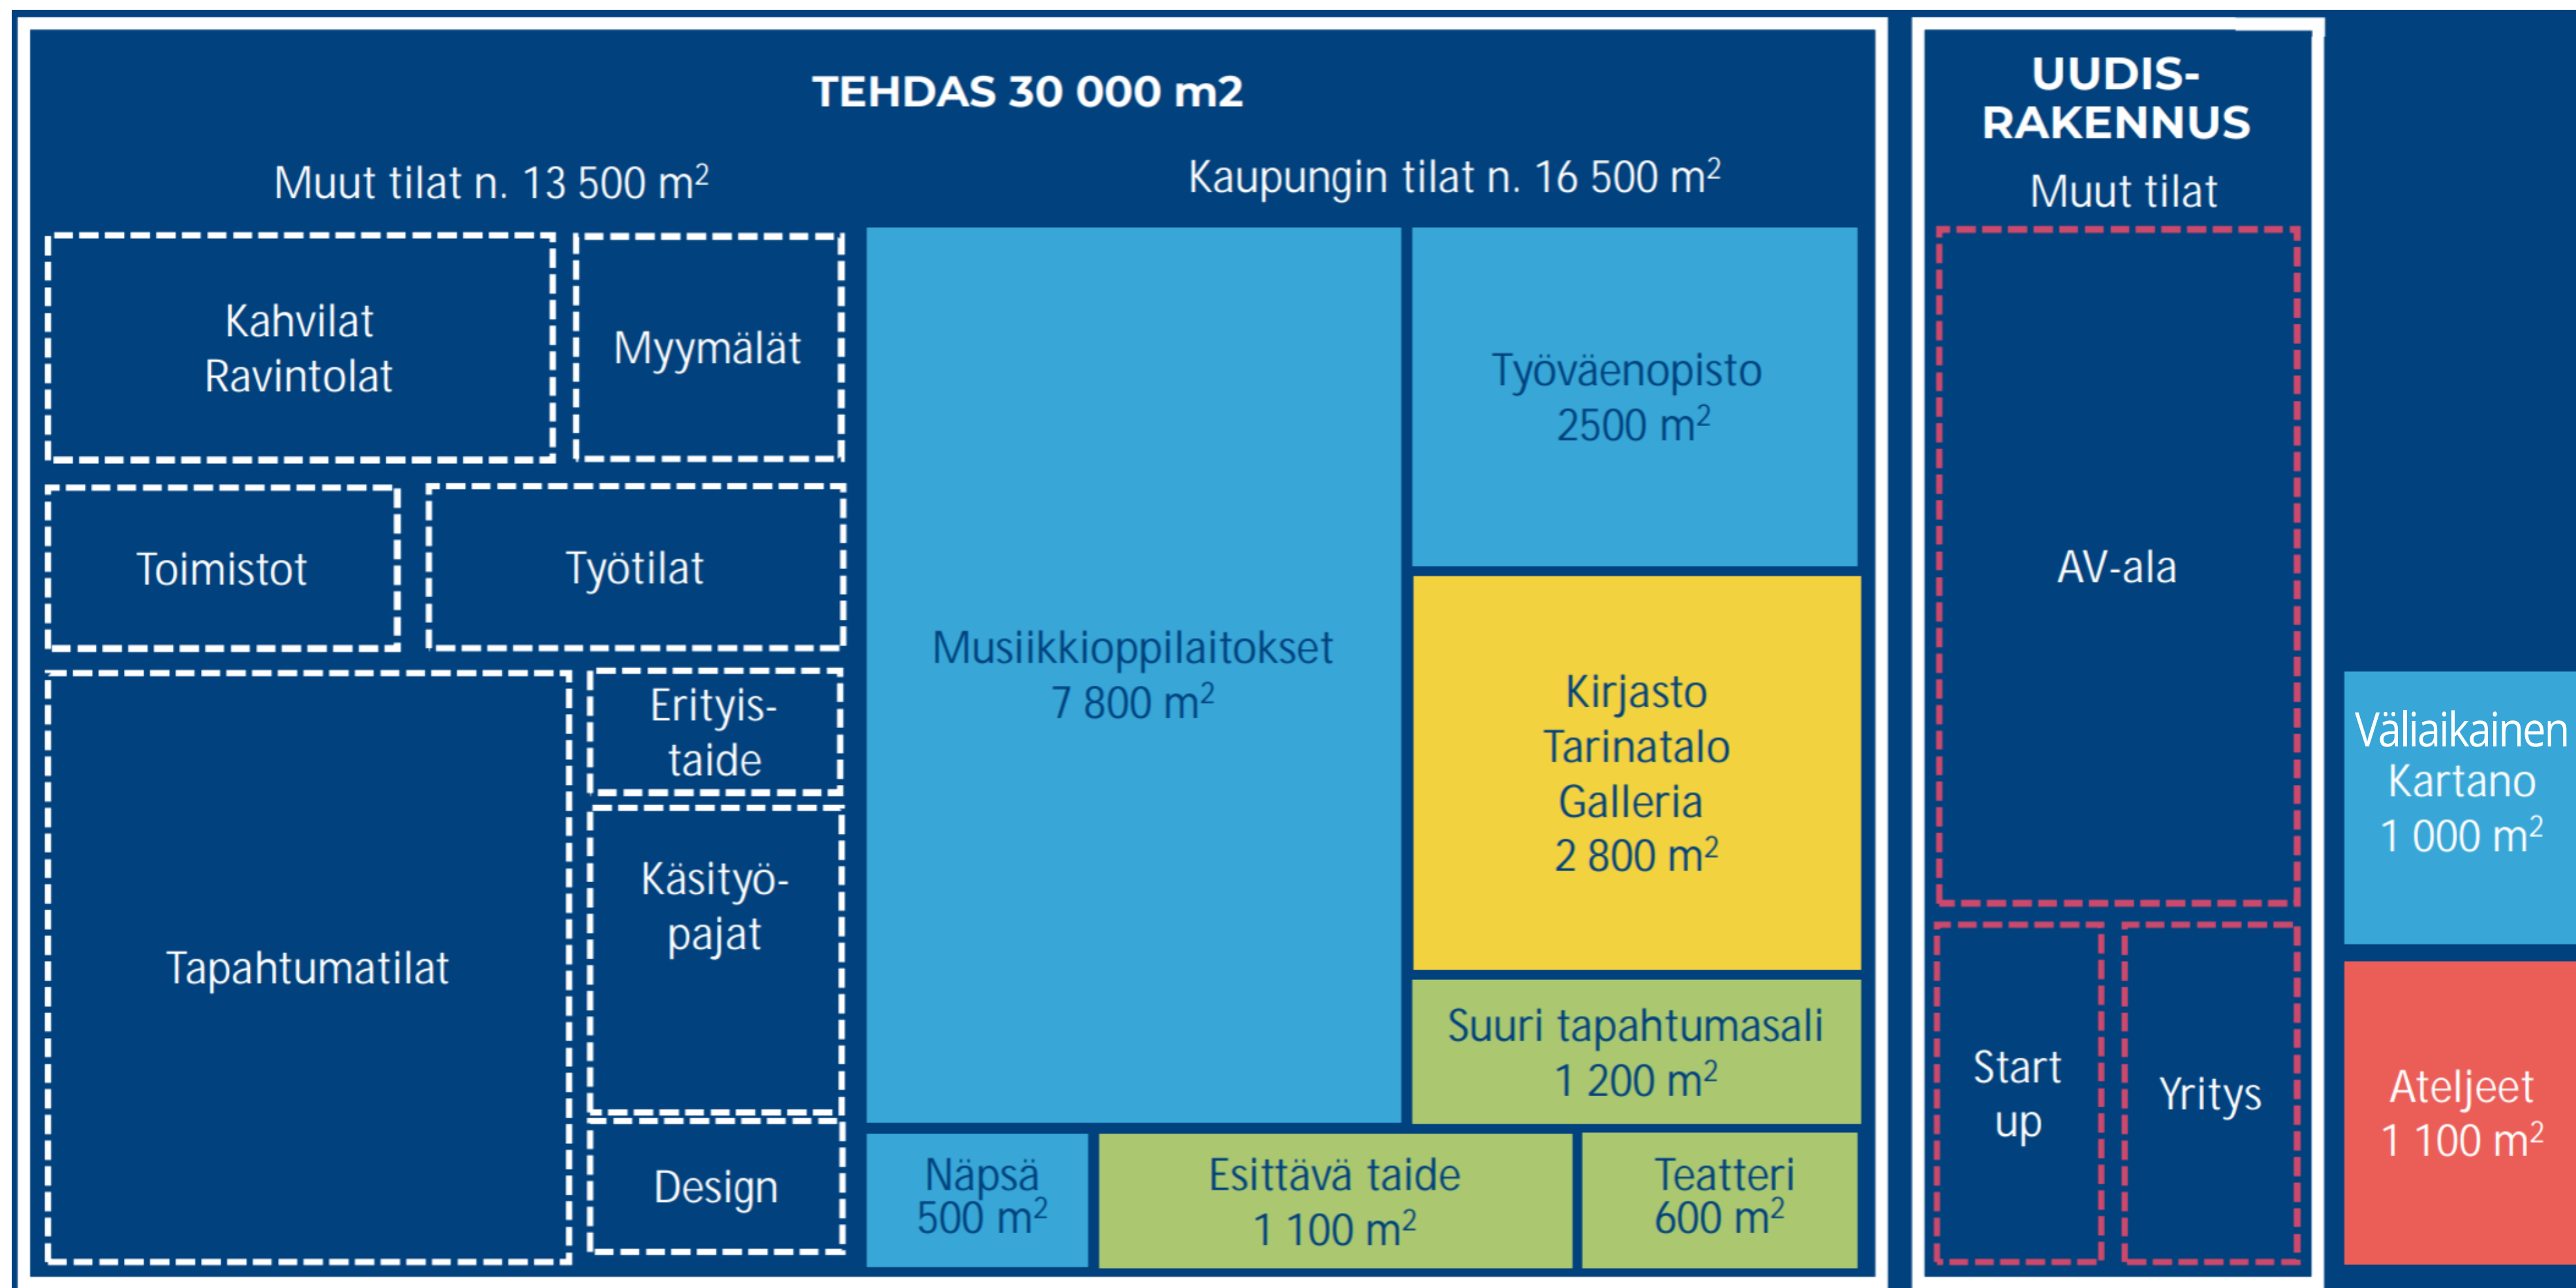 TEHDAS 30 000 m2
Muut tilat n. 13 500 m²
Kaupungin tilat n. 16 500 m²
Kahvilat
Ravintolat
Myymälät
Toimistot
Työtilat
Tapahtumatilat
Erityis-
taide
Käsityö-
pajat
Design
Musiikkioppilaitokset
7 800 m²
Työväenopisto
2500 m²
Kirjasto
Tarinatalo
Galleria
2 800 m²
Suuri tapahtumasali
1 200 m²
Näpsä
500 m²
Esittävä taide
1 100 m²
Teatteri
600 m²
UUDIS-
RAKENNUS
Muut tilat
AV-ala
Start
up
Yritys
Väliaikainen
Kartano
1 000 m²
Ateljeet
1 100 m²